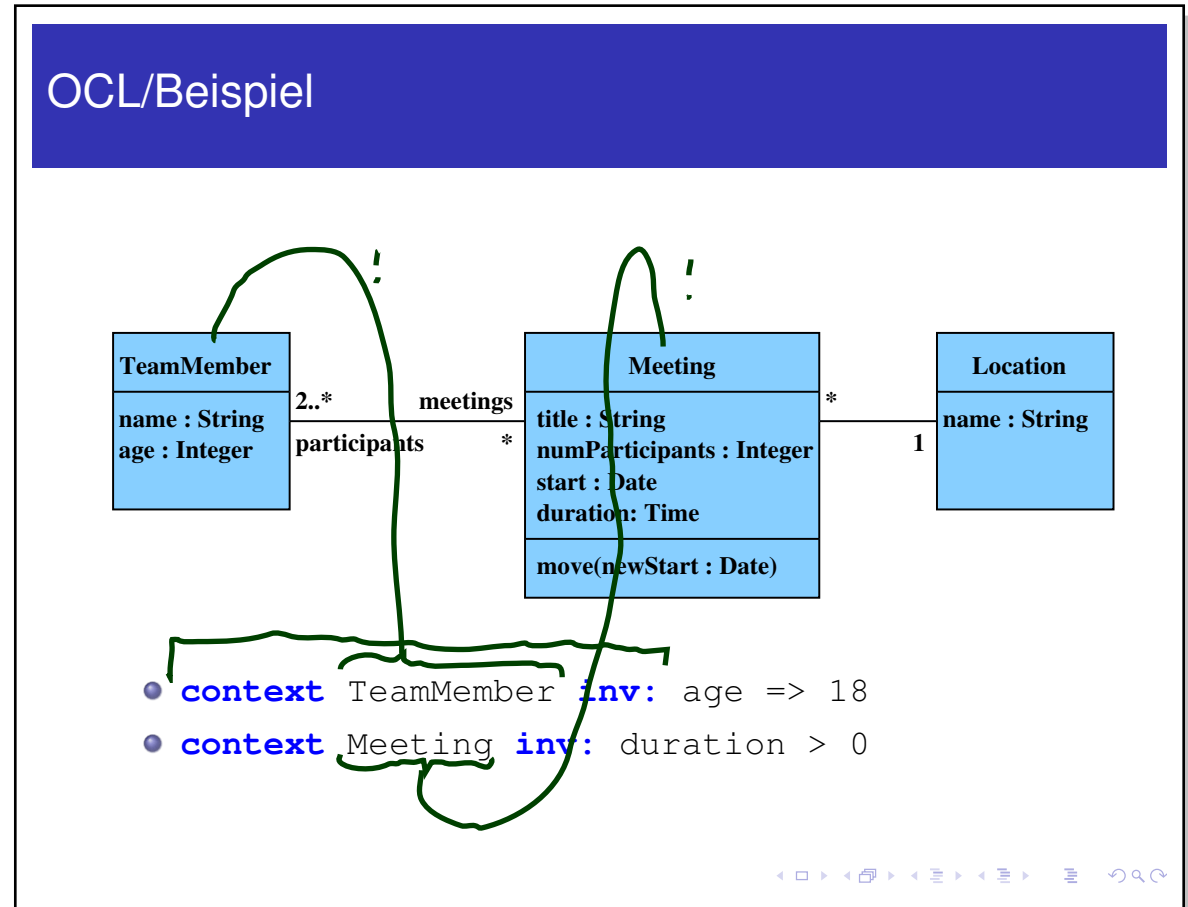 OCL/Beispiel
!
!
TeamMember
name : String
age : Integer
2..*
participants
meetings
*
Meeting
title : String
numParticipants : Integer
start : Date
duration: Time
move(newStart : Date)
*
1
Location
name : String
context TeamMember inv: age => 18
context Meeting inv: duration > 0